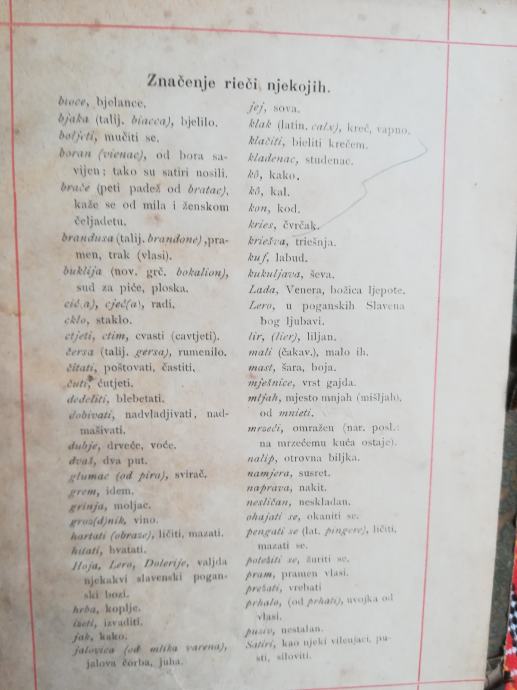 Značenje rieči njekojih.
bioce, bjelance.
bjaka (talij. biacca), bjelilo.
boljeti, mučiti se.
boran (vienac), od bora sa-
vijen; tako su satiri nosili.
brače (peti padež od bratac),
kaže se od mila i ženskom
čeljadetu.
brandusa (talij. brandone), pra-
men, trak (vlasi).
buklija (nov. grč. bokalion),
sud za piće, ploska.
cić(a), cjeć(a), radi.
cklo, staklo.
ctjeti, ctim, cvasti (cavtjeti).
čersa (talij. gersa), rumenilo.
čitati, poštovati, častiti.
čuti, ćutjeti.
dedeliti, blebetati.
dobivati, nadvladjivati, nad-
mašivati.
dubje, drveće, voće.
dvaš, dva put.
glumac (od pira), svirač.
grem, idem.
grinja, moljac.
groz(d)nik, vino.
hartati (obraze), ličiti, mazati.
hitati, hvatati.
Hoja, Lero, Dolerije, valjda
njekakvi slavenski pogan-
ski bozi.
hrba, koplje.
izeti, izvaditi.
jak, kako.
jalovica (od mlika varena),
jalova čorba, juha.
jej, sova.
klak (latin. calx), kreč, vapno.
klačiti, bieliti krečem.
kladenac, studenac.
kô, kako.
kô, kal.
kon, kod.
kries, čvrčak.
kriešva, triešnja.
kuf, labud.
kukuljava, ševa.
Lada, Venera, božica ljepote.
Lero, u poganskih Slavena
bog ljubavi.
lir, (lier), liljan.
mali (čakav.), malo ih.
mast, šara, boja.
mješnice, vrst gajda.
mljah, mjesto mnjah (mišljah),
od mnieti.
mrzeći, omražen (nar. posl.:
na mrzećemu kuća ostaje).
nalip, otrovna biljka.
namjera, susret.
naprava, nakit.
nesličan, neskladan.
ohajati se, okaniti se.
pengati se (lat. pingere), ličiti,
mazati se.
potežiti se, žuriti se.
pram, pramen vlasi.
prežati, vrebati
prhalo, (od prhati), uvojka od
vlasi.
pusiv, nestalan.
Satiri, kao njeki vilenjaci, pu-
sti, siloviti.